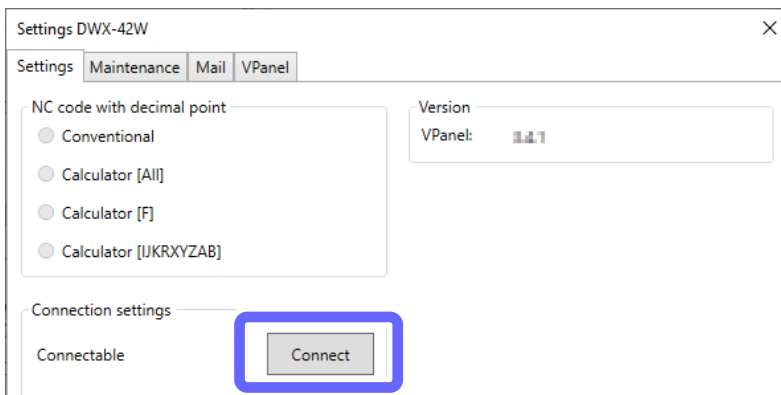 Settings DWX-42W
Settings Maintenance Mail VPanel
NC code with decimal point
Conventional
Calculator [All]
Calculator [F]
Calculator [IJKRXYZAB]
Version
VPanel:
Connection settings
Connectable
Connect